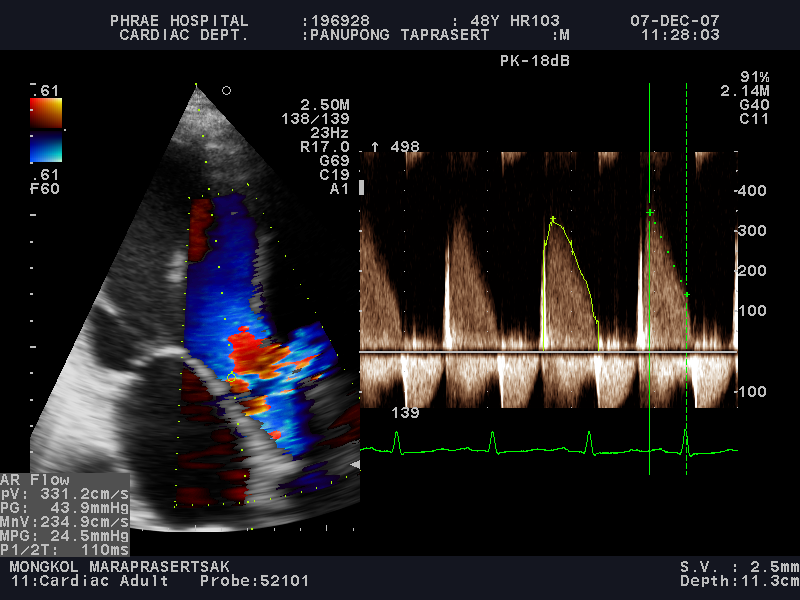 PHRAE HOSPITAL :196928 : 48Y HR103 07-DEC-07
CARDIAC DEPT. :PANUPONG TAPRASERT :M 11:28:03
PK-18dB
.61
.61
F60
2.50M
138/139
23Hz
R17.0
G69
C19
A1
91%
2.14M
G40
C11
↑ 498
-400
300
200
100
-100
139
AR Flow
pV: 331.2cm/s
PG: 43.9mmHg
MnV:234.9cm/s
MPG: 24.5mmHg
P1/2T: 110ms
MONGKOL MARAPRASERTSAK
11:Cardiac Adult Probe:52101
S.V. : 2.5mm
Depth:11.3cm